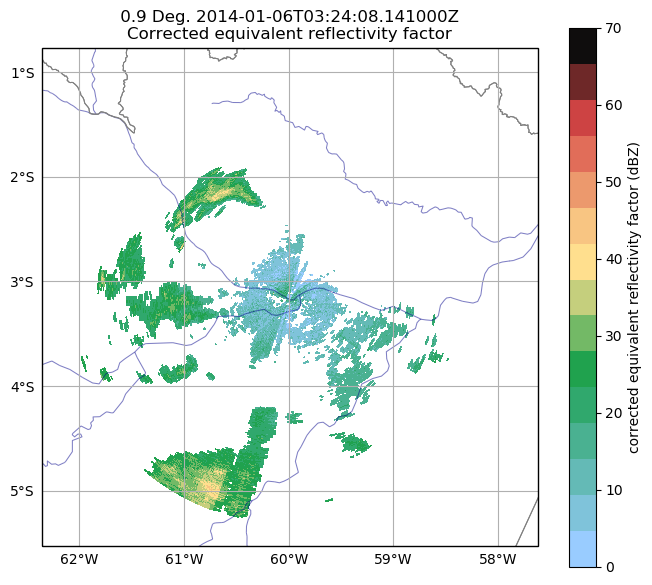 0.9 Deg. 2014-01-06T03:24:08.141000Z
Corrected equivalent reflectivity factor
1°S
2°S
3°S
4°S
5°S
62°W 61°W 60°W 59°W 58°W
70
60
50
40
30
20
10
0
corrected equivalent reflectivity factor (dBZ)